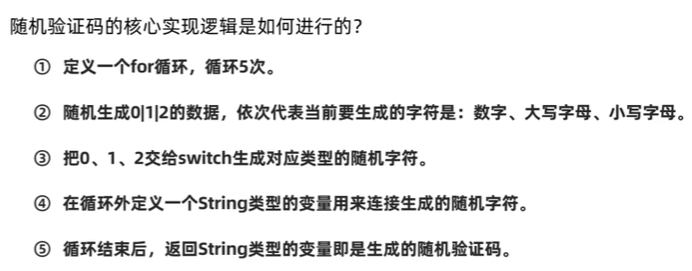 随机验证码的核心实现逻辑是如何进行的？
① 定义一个for循环，循环5次。
② 随机生成0|1|2的数据，依次代表当前要生成的字符是：数字、大写字母、小写字母。
③ 把0、1、2交给switch生成对应类型的随机字符。
④ 在循环外定义一个String类型的变量用来连接生成的随机字符。
⑤ 循环结束后，返回String类型的变量即是生成的随机验证码。